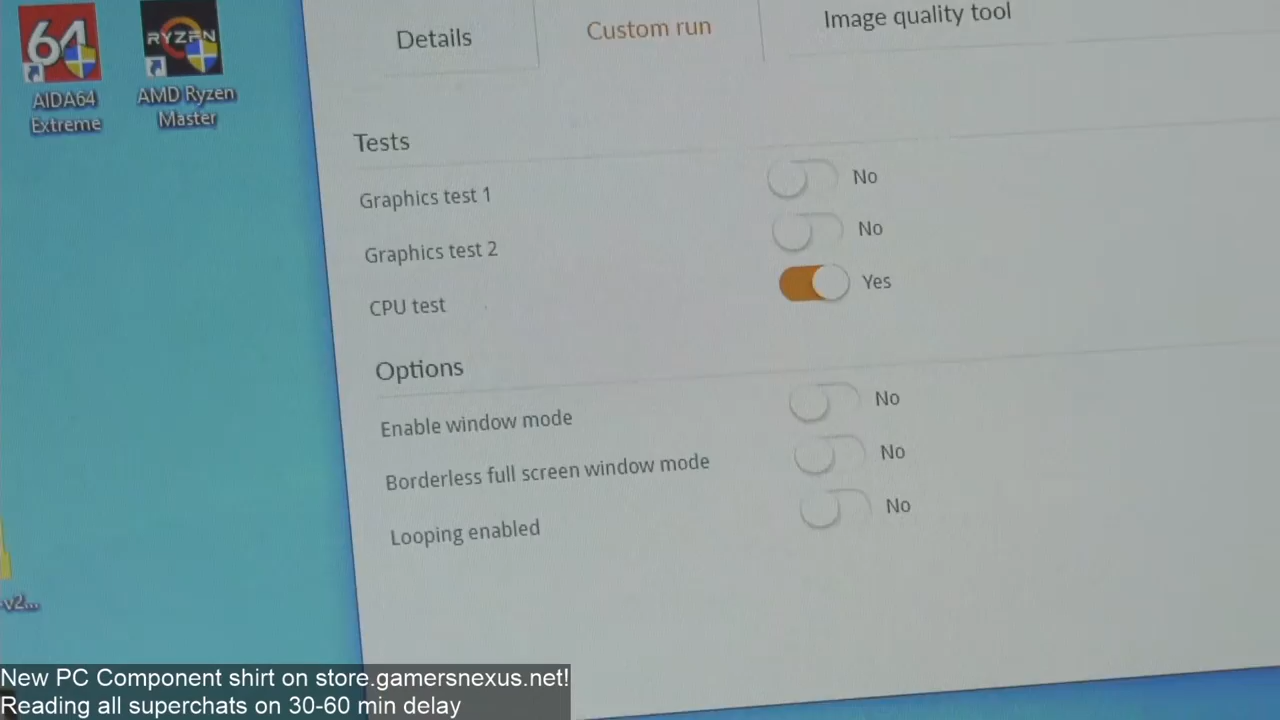 Details
Custom run
Image quality tool
64
AIDA64
Extreme
RYZEN
AMD Ryzen
Master
Tests
Graphics test 1
No
Graphics test 2
No
CPU test
Yes
Options
Enable window mode
No
Borderless full screen window mode
No
Looping enabled
No
-v2...
New PC Component shirt on store.gamersnexus.net!
Reading all superchats on 30-60 min delay